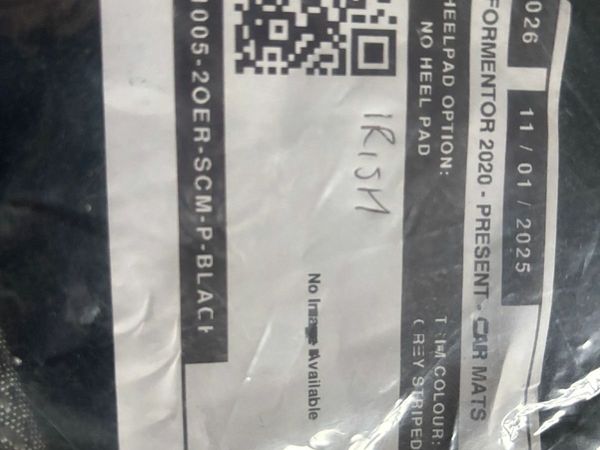 026
11 / 01 / 2025
FORMENTOR 2020 - PRESENT - CAR MATS
HEELPAD OPTION:
NO HEEL PAD
TRIM COLOUR:
GREY STRIPED
IRISH
No Image Available
1005-20ER-SCM-P-BLACK